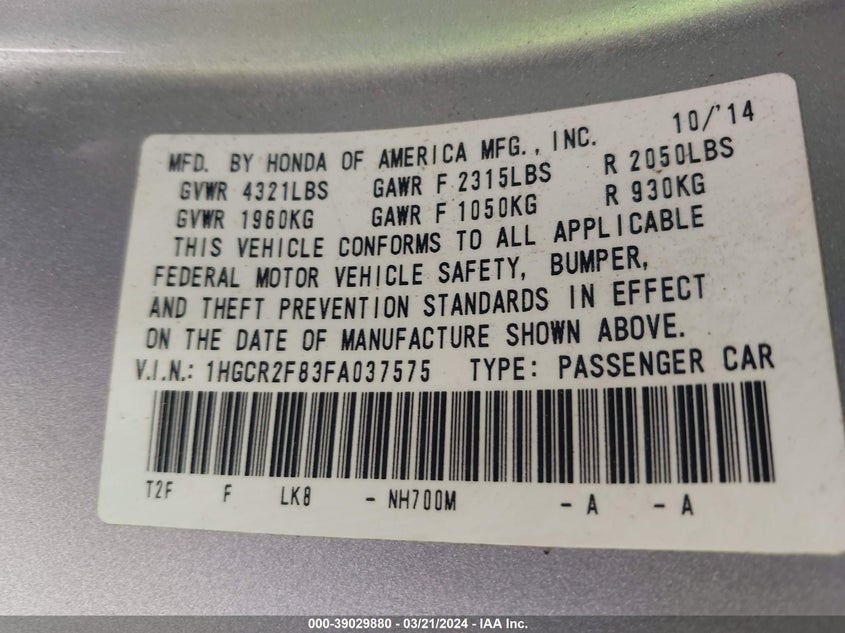 10/'14
MFD. BY HONDA OF AMERICA MFG., INC.
GVWR 4321LBS GAWR F 2315LBS R 2050LBS
GVWR 1960KG GAWR F 1050KG R 930KG
THIS VEHICLE CONFORMS TO ALL APPLICABLE
FEDERAL MOTOR VEHICLE SAFETY, BUMPER,
AND THEFT PREVENTION STANDARDS IN EFFECT
ON THE DATE OF MANUFACTURE SHOWN ABOVE.
V.I.N.: 1HGCR2F83FA037575 TYPE: PASSENGER CAR
T2F F LK8 - NH700M - A - A
000-39029880 - 03/21/2024 - IAA Inc.